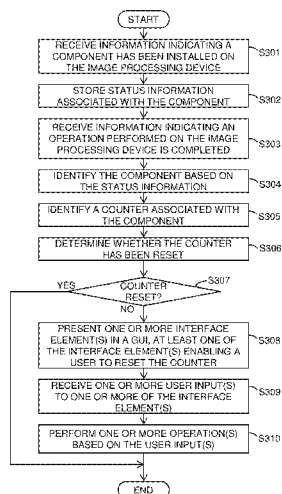 START
RECEIVE INFORMATION INDICATING A
COMPONENT HAS BEEN INSTALLED ON
THE IMAGE PROCESSING DEVICE
S301
STORE STATUS INFORMATION
ASSOCIATED WITH THE COMPONENT
S302
RECEIVE INFORMATION INDICATING AN
OPERATION PERFORMED ON THE IMAGE
PROCESSING DEVICE IS COMPLETED
S303
IDENTIFY THE COMPONENT BASED ON
THE STATUS INFORMATION
S304
IDENTIFY A COUNTER ASSOCIATED WITH
THE COMPONENT
S305
DETERMINE WHETHER THE COUNTER
HAS BEEN RESET
S306
S307
YES
COUNTER
RESET?
NO
PRESENT ONE OR MORE INTERFACE
ELEMENT(S) IN A GUI, AT LEAST ONE OF
THE INTERFACE ELEMENT(S) ENABLING A
USER TO RESET THE COUNTER
S308
RECEIVE ONE OR MORE USER INPUT(S)
TO ONE OR MORE OF THE INTERFACE
ELEMENT(S)
S309
PERFORM ONE OR MORE OPERATION(S)
BASED ON THE USER INPUT(S)
S310
END